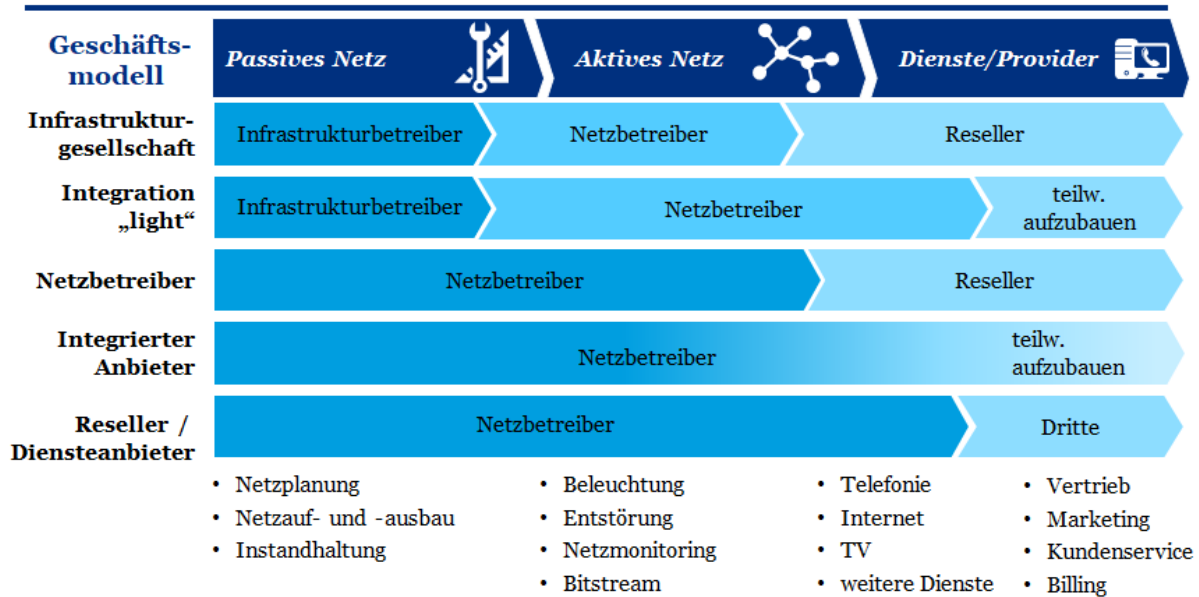 Geschäfts-
modell
Passives Netz
Aktives Netz
Dienste/Provider
Infrastruktur-
gesellschaft
Infrastrukturbetreiber
Netzbetreiber
Reseller
Integration
„light“
Infrastrukturbetreiber
Netzbetreiber
teilw.
aufzubauen
Netzbetreiber
Netzbetreiber
Reseller
Integrierter
Anbieter
Netzbetreiber
teilw.
aufzubauen
Reseller /
Diensteanbieter
Netzbetreiber
Dritte
• Netzplanung
• Netzauf- und -ausbau
• Instandhaltung
• Beleuchtung
• Entstörung
• Netzmonitoring
• Bitstream
• Telefonie
• Internet
• TV
• weitere Dienste
• Vertrieb
• Marketing
• Kundenservice
• Billing